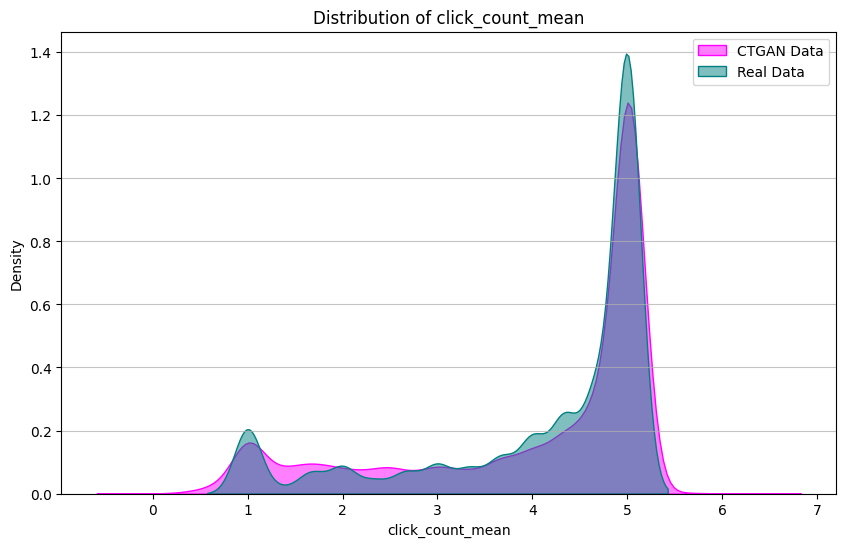 Distribution of click_count_mean
CTGAN Data
Real Data
Density
1.4
1.2
1.0
0.8
0.6
0.4
0.2
0.0
0 1 2 3 4 5 6 7
click_count_mean